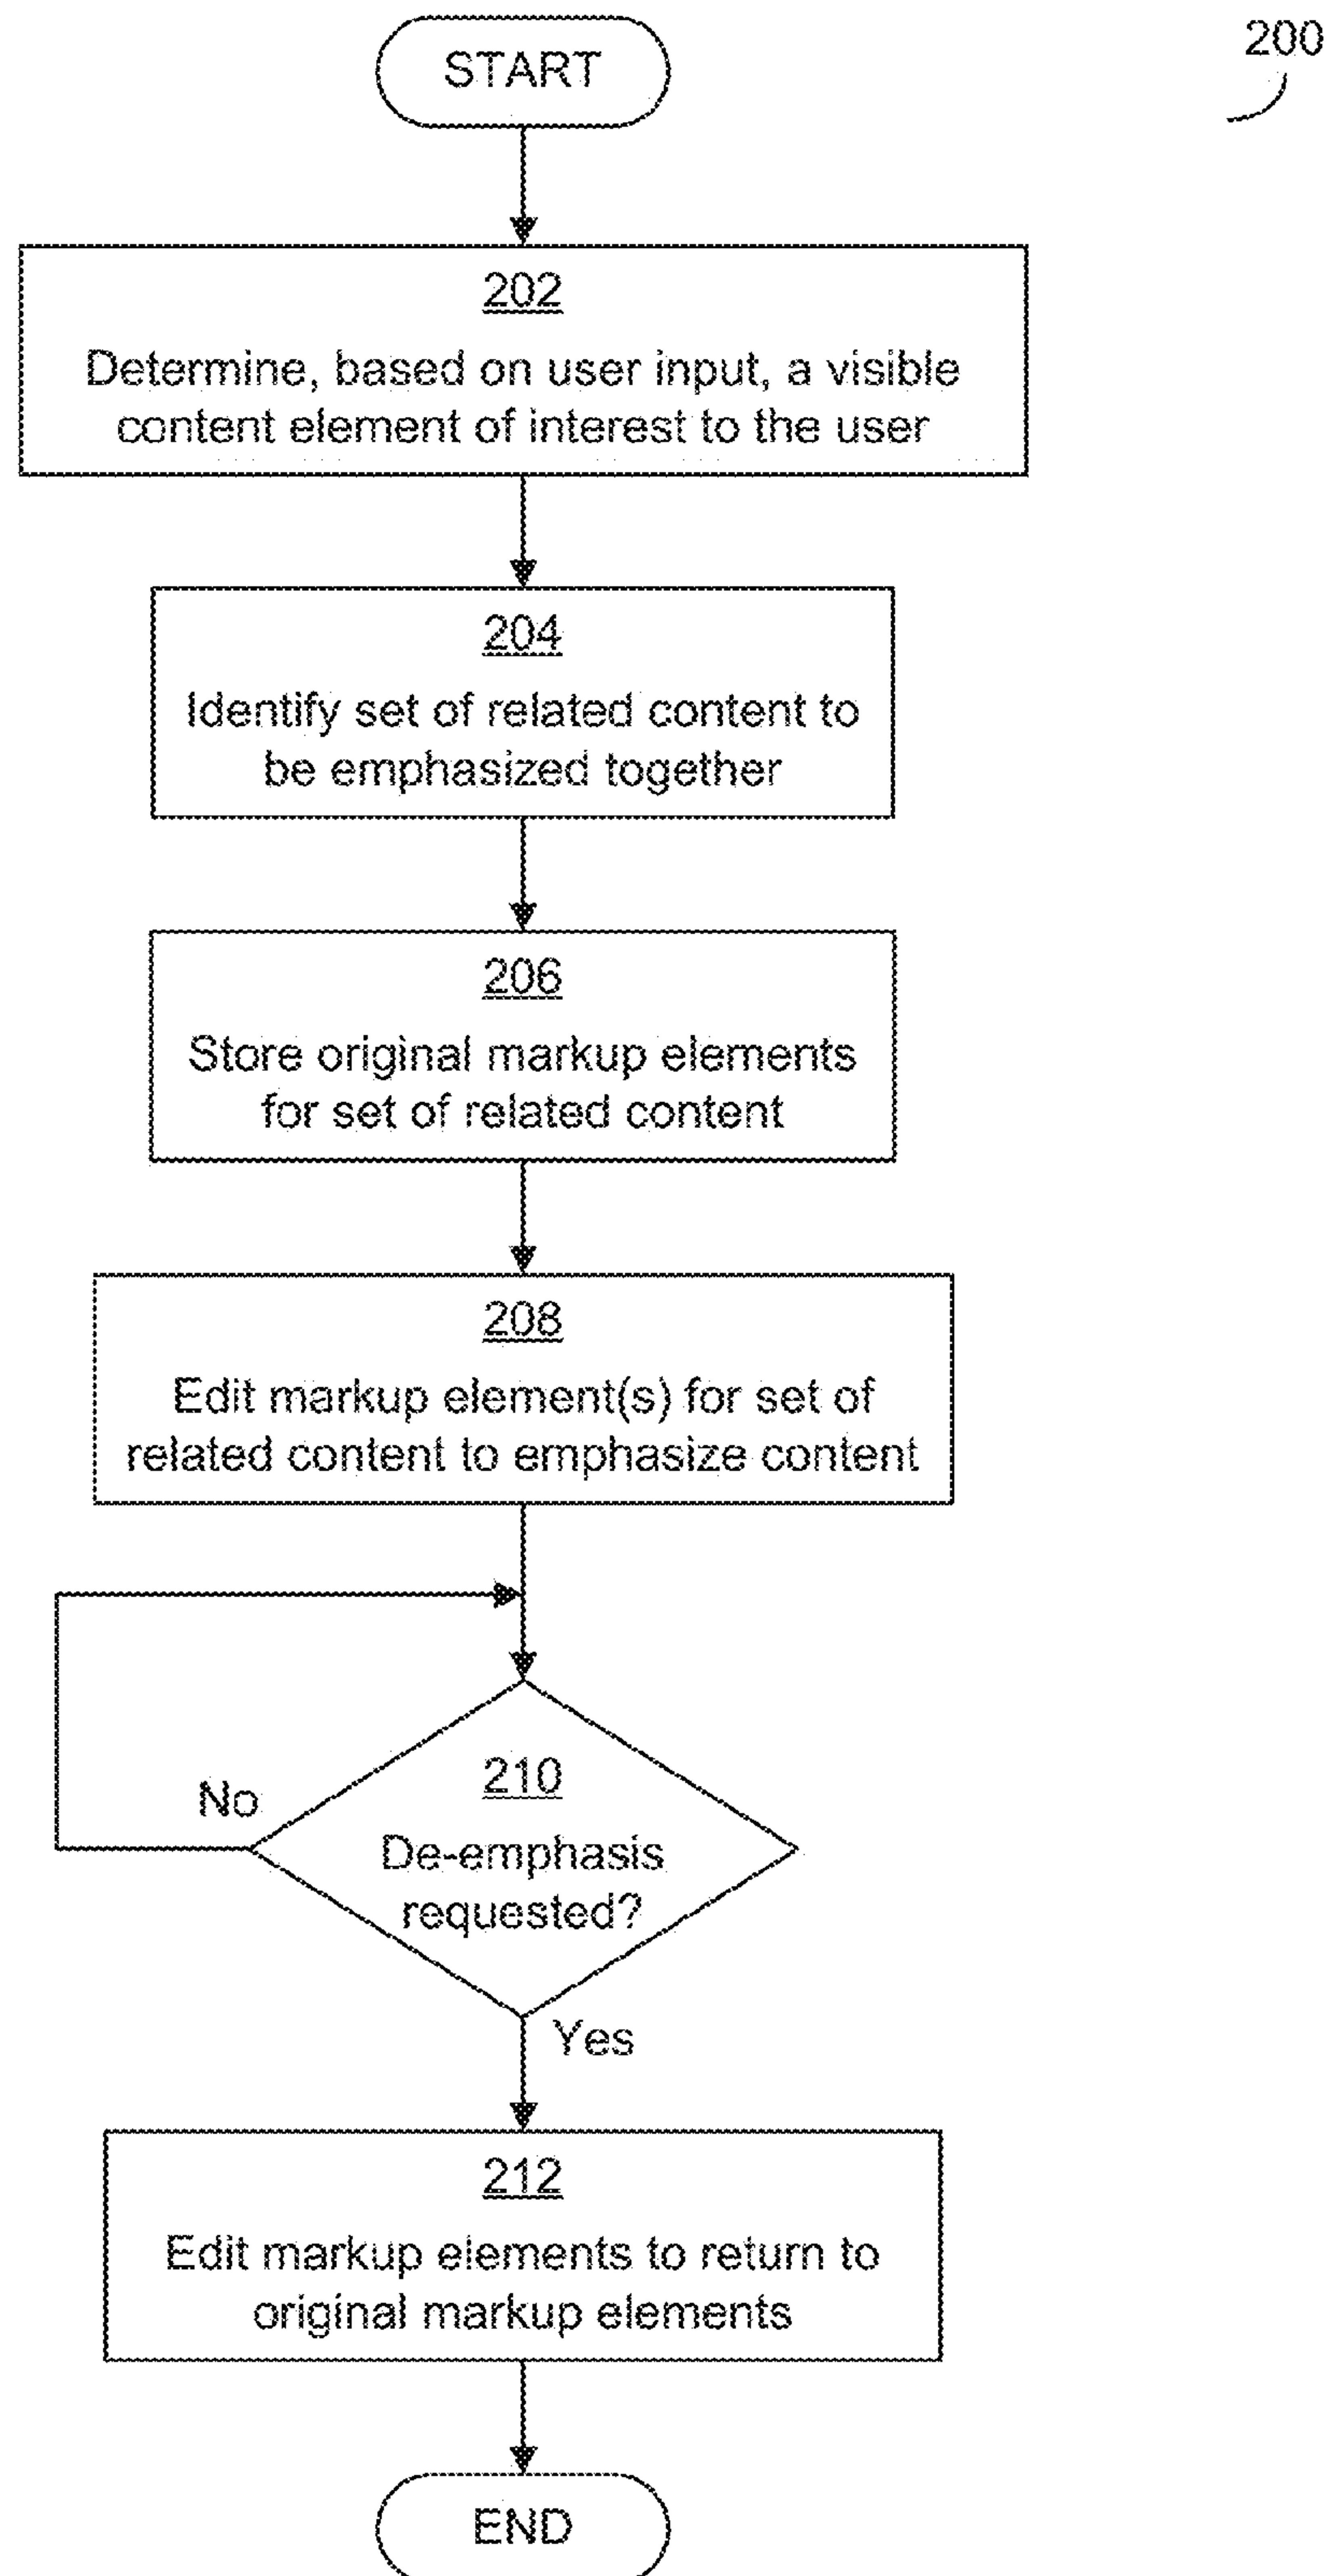 START
200
202
Determine, based on user input, a visible
content element of interest to the user
204
Identify set of related content to
be emphasized together
206
Store original markup elements
for set of related content
208
Edit markup element(s) for set of
related content to emphasize content
210
No
De-emphasis
requested?
Yes
212
Edit markup elements to return to
original markup elements
END